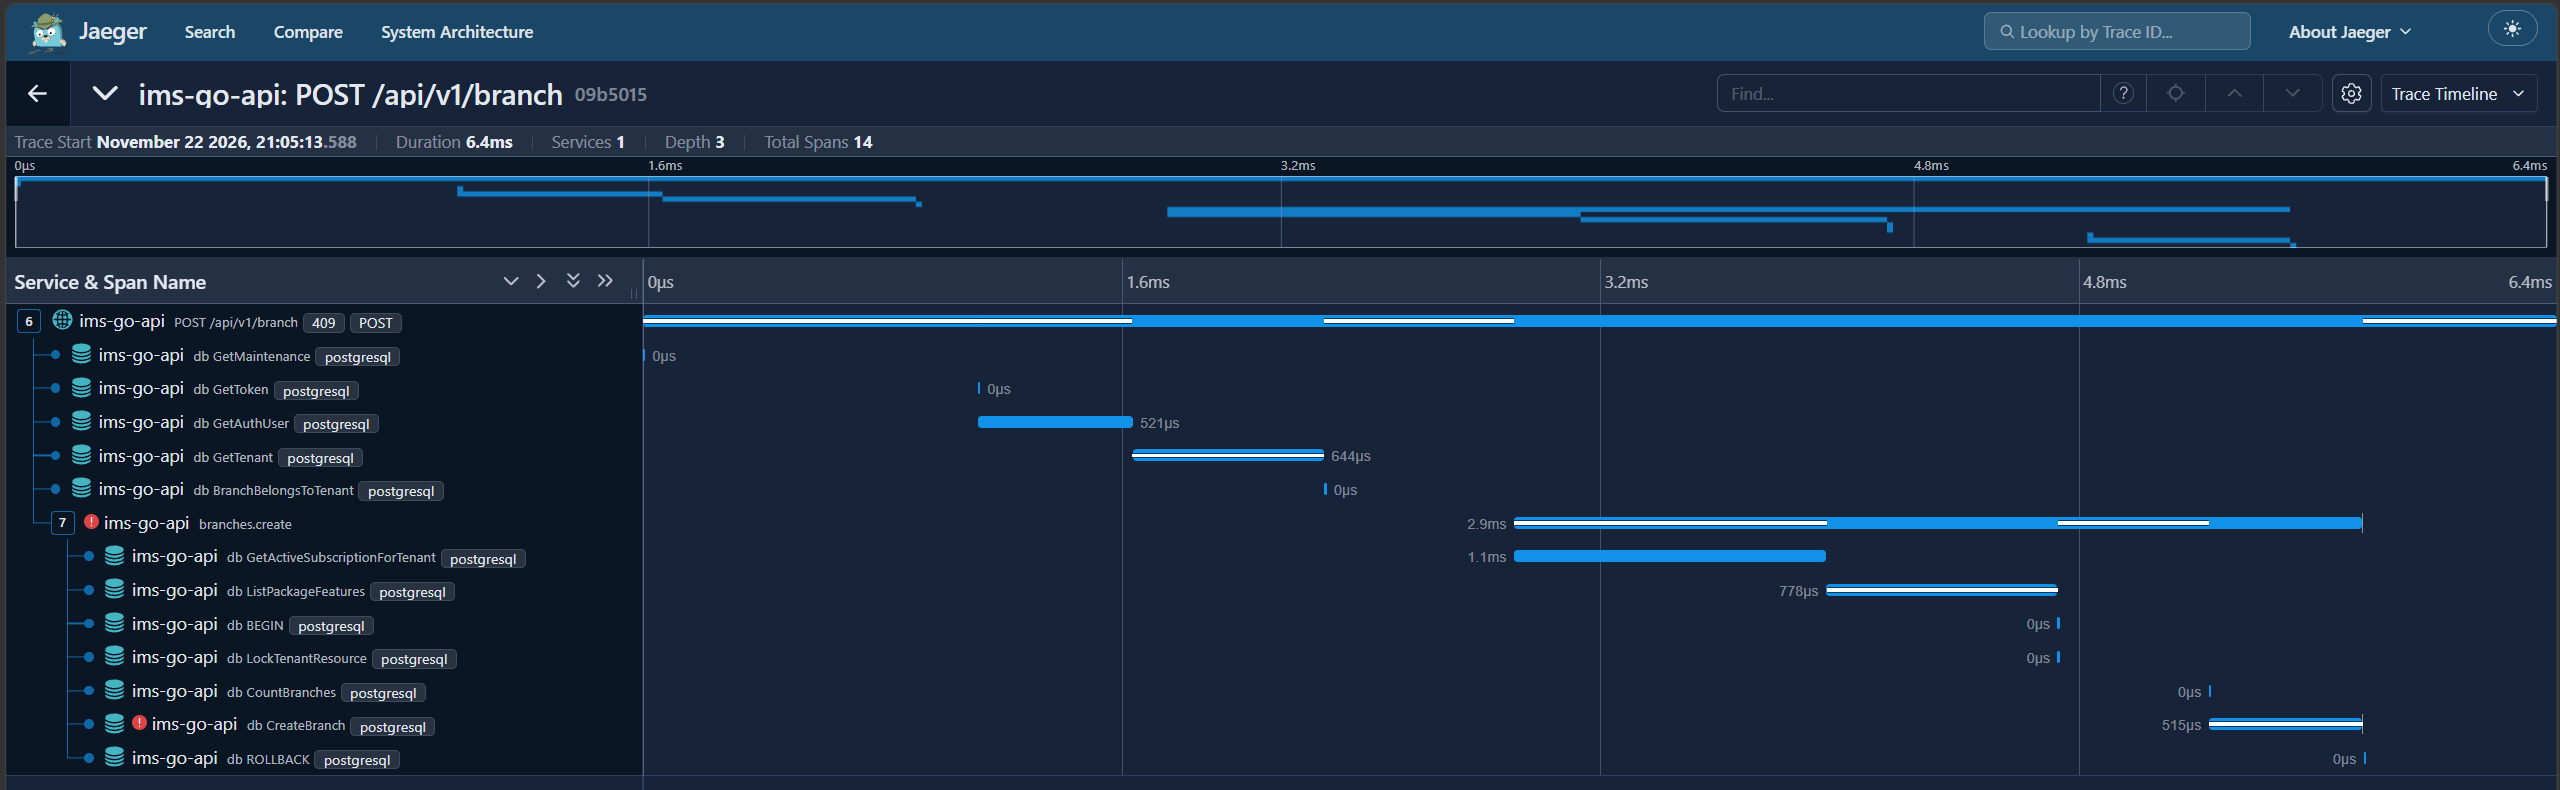 Jaeger Search Compare System Architecture Lookup by Trace ID... About Jaeger
ims-go-api: POST /api/v1/branch 09b5015 Find... ? Trace Timeline
Trace Start November 22 2026, 21:05:13.588 Duration 6.4ms Services 1 Depth 3 Total Spans 14
0μs 1.6ms 3.2ms 4.8ms 6.4ms
Service & Span Name 0μs 1.6ms 3.2ms 4.8ms 6.4ms
6 ims-go-api POST /api/v1/branch 409 POST
ims-go-api db GetMaintenance postgresql 0μs
ims-go-api db GetToken postgresql 0μs
ims-go-api db GetAuthUser postgresql 521μs
ims-go-api db GetTenant postgresql 644μs
ims-go-api db BranchBelongsToTenant postgresql 0μs
7 ! ims-go-api branches.create 2.9ms
ims-go-api db GetActiveSubscriptionForTenant postgresql 1.1ms
ims-go-api db ListPackageFeatures postgresql 778μs
ims-go-api db BEGIN postgresql 0μs
ims-go-api db LockTenantResource postgresql 0μs
ims-go-api db CountBranches postgresql 0μs
! ims-go-api db CreateBranch postgresql 515μs
ims-go-api db ROLLBACK postgresql 0μs